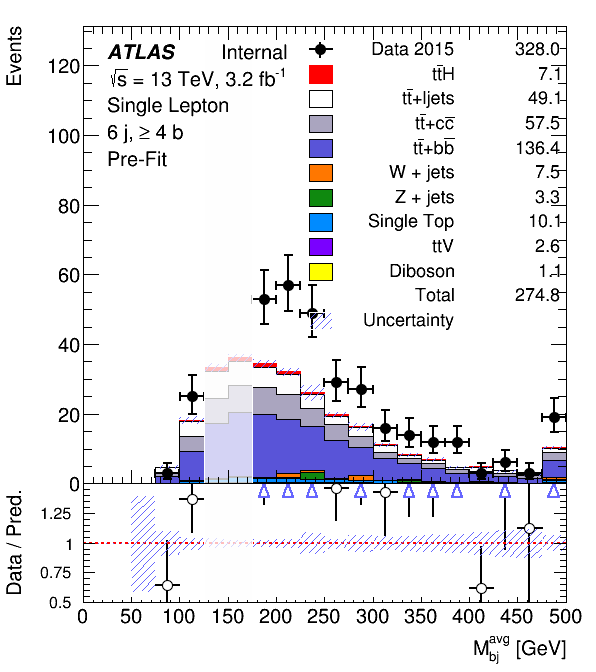 Events
ATLAS Internal
√s = 13 TeV, 3.2 fb⁻¹
Single Lepton
6 j, ≥ 4 b
Pre-Fit
Data 2015 328.0
tt̄H 7.1
tt̄+ljets 49.1
tt̄+cc̄ 57.5
tt̄+bb̄ 136.4
W + jets 7.5
Z + jets 3.3
Single Top 10.1
ttV 2.6
Diboson 1.1
Total 274.8
Uncertainty
120
100
80
60
40
20
0
Data / Pred.
1.25
1
0.75
0.5
0 50 100 150 200 250 300 350 400 450 500
M_bj^avg [GeV]